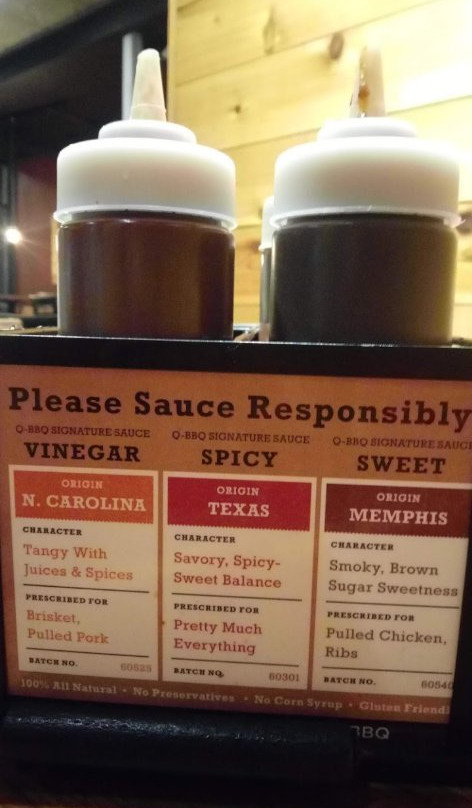 Please Sauce Responsibly
Q-BBQ SIGNATURE SAUCE
VINEGAR
ORIGIN
N. CAROLINA
CHARACTER
Tangy With
Juices & Spices
PRESCRIBED FOR
Brisket,
Pulled Pork
BATCH NO. 60525
Q-BBQ SIGNATURE SAUCE
SPICY
ORIGIN
TEXAS
CHARACTER
Savory, Spicy-
Sweet Balance
PRESCRIBED FOR
Pretty Much
Everything
BATCH NO. 60301
Q-BBQ SIGNATURE SAUCE
SWEET
ORIGIN
MEMPHIS
CHARACTER
Smoky, Brown
Sugar Sweetness
PRESCRIBED FOR
Pulled Chicken,
Ribs
BATCH NO. 60540
100% All Natural • No Preservatives • No Corn Syrup • Gluten Friendl
BBQ